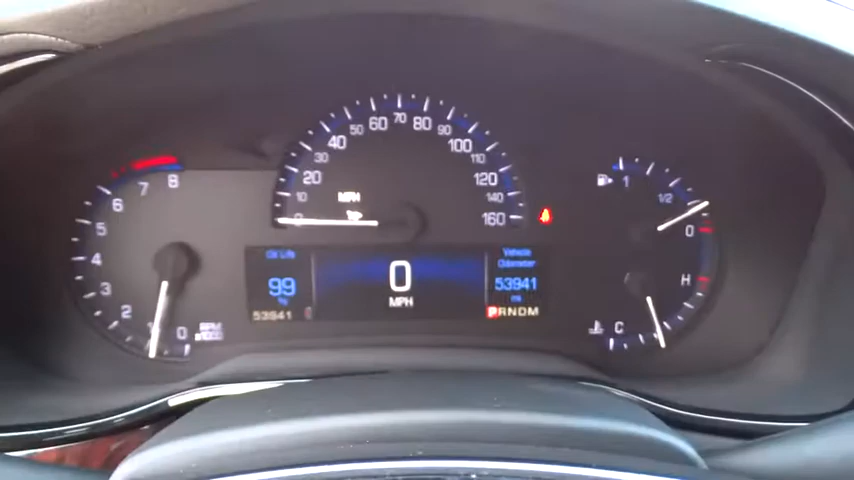 0 1 2 3 4 5 6 7 8
RPM
x1000
0 10 20 30 40 50 60 70 80 90 100 110 120 140 160
MPH
1 1/2 0
H
C
Oil Life
99
%
53941
0
MPH
Vehicle
Odometer
53941
mi
PRNDM